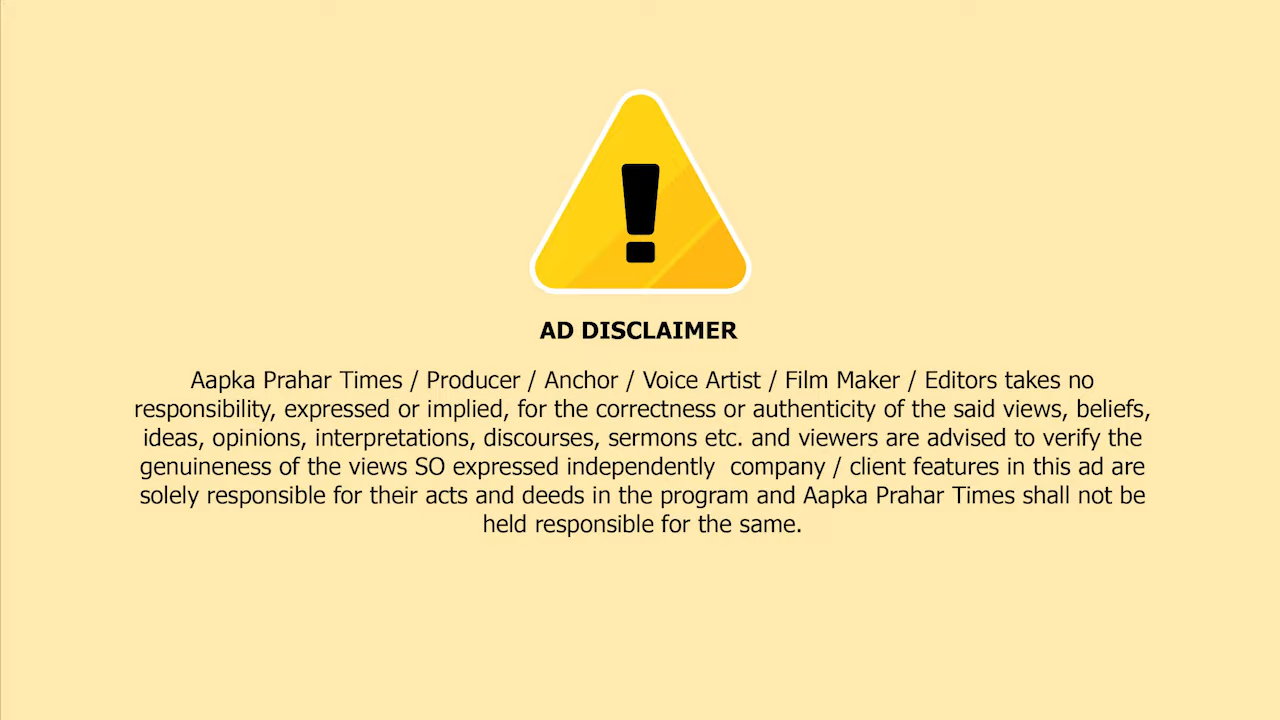 AD DISCLAIMER
Aapka Prahar Times / Producer / Anchor / Voice Artist / Film Maker / Editors takes no
responsibility, expressed or implied, for the correctness or authenticity of the said views, beliefs,
ideas, opinions, interpretations, discourses, sermons etc. and viewers are advised to verify the
genuineness of the views SO expressed independently  company / client features in this ad are
solely responsible for their acts and deeds in the program and Aapka Prahar Times shall not be
held responsible for the same.